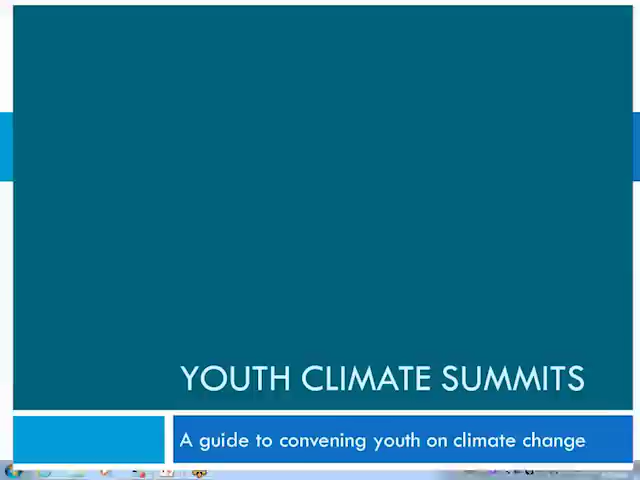 YOUTH CLIMATE SUMMITS
A guide to convening youth on climate change